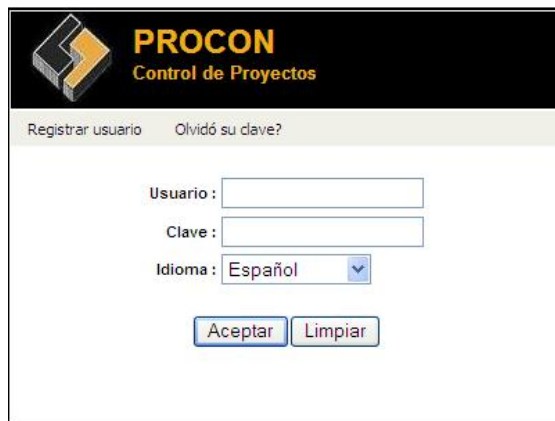 PROCON
Control de Proyectos
Registrar usuario Olvidó su clave?
Usuario :
Clave :
Idioma : Español
Aceptar Limpiar